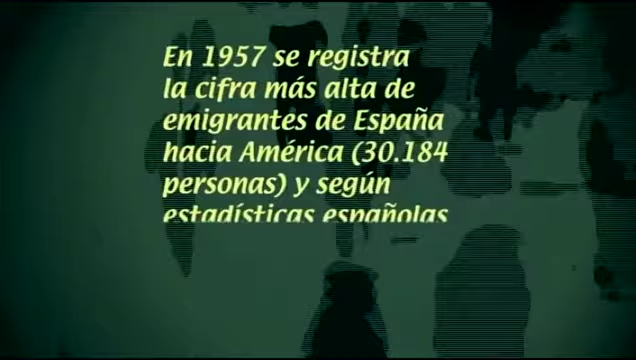 En 1957 se registra
la cifra más alta de
emigrantes de España
hacia América (30.184
personas) y según
estadísticas españolas